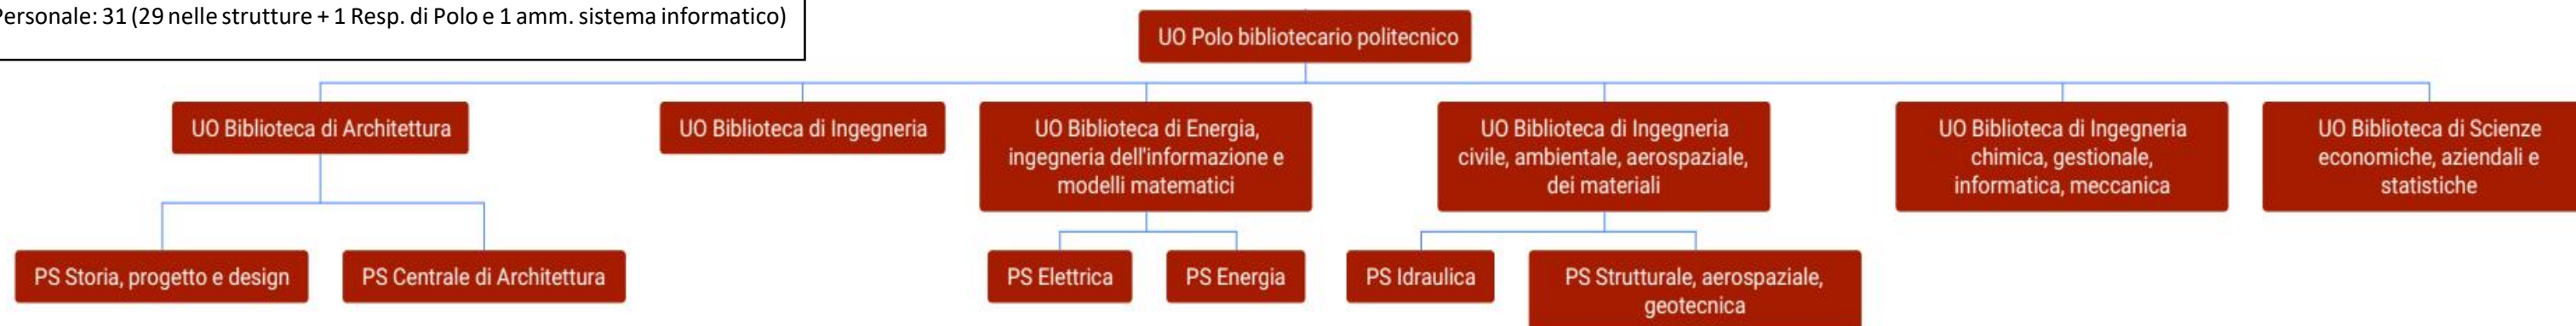 Personale: 31 (29 nelle strutture + 1 Resp. di Polo e 1 amm. sistema informatico)
UO Polo bibliotecario politecnico
UO Biblioteca di Architettura
UO Biblioteca di Ingegneria
UO Biblioteca di Energia,
ingegneria dell'informazione e
modelli matematici
UO Biblioteca di Ingegneria
civile, ambientale, aerospaziale,
dei materiali
UO Biblioteca di Ingegneria
chimica, gestionale,
informatica, meccanica
UO Biblioteca di Scienze
economiche, aziendali e
statistiche
PS Storia, progetto e design
PS Centrale di Architettura
PS Elettrica
PS Energia
PS Idraulica
PS Strutturale, aerospaziale,
geotecnica